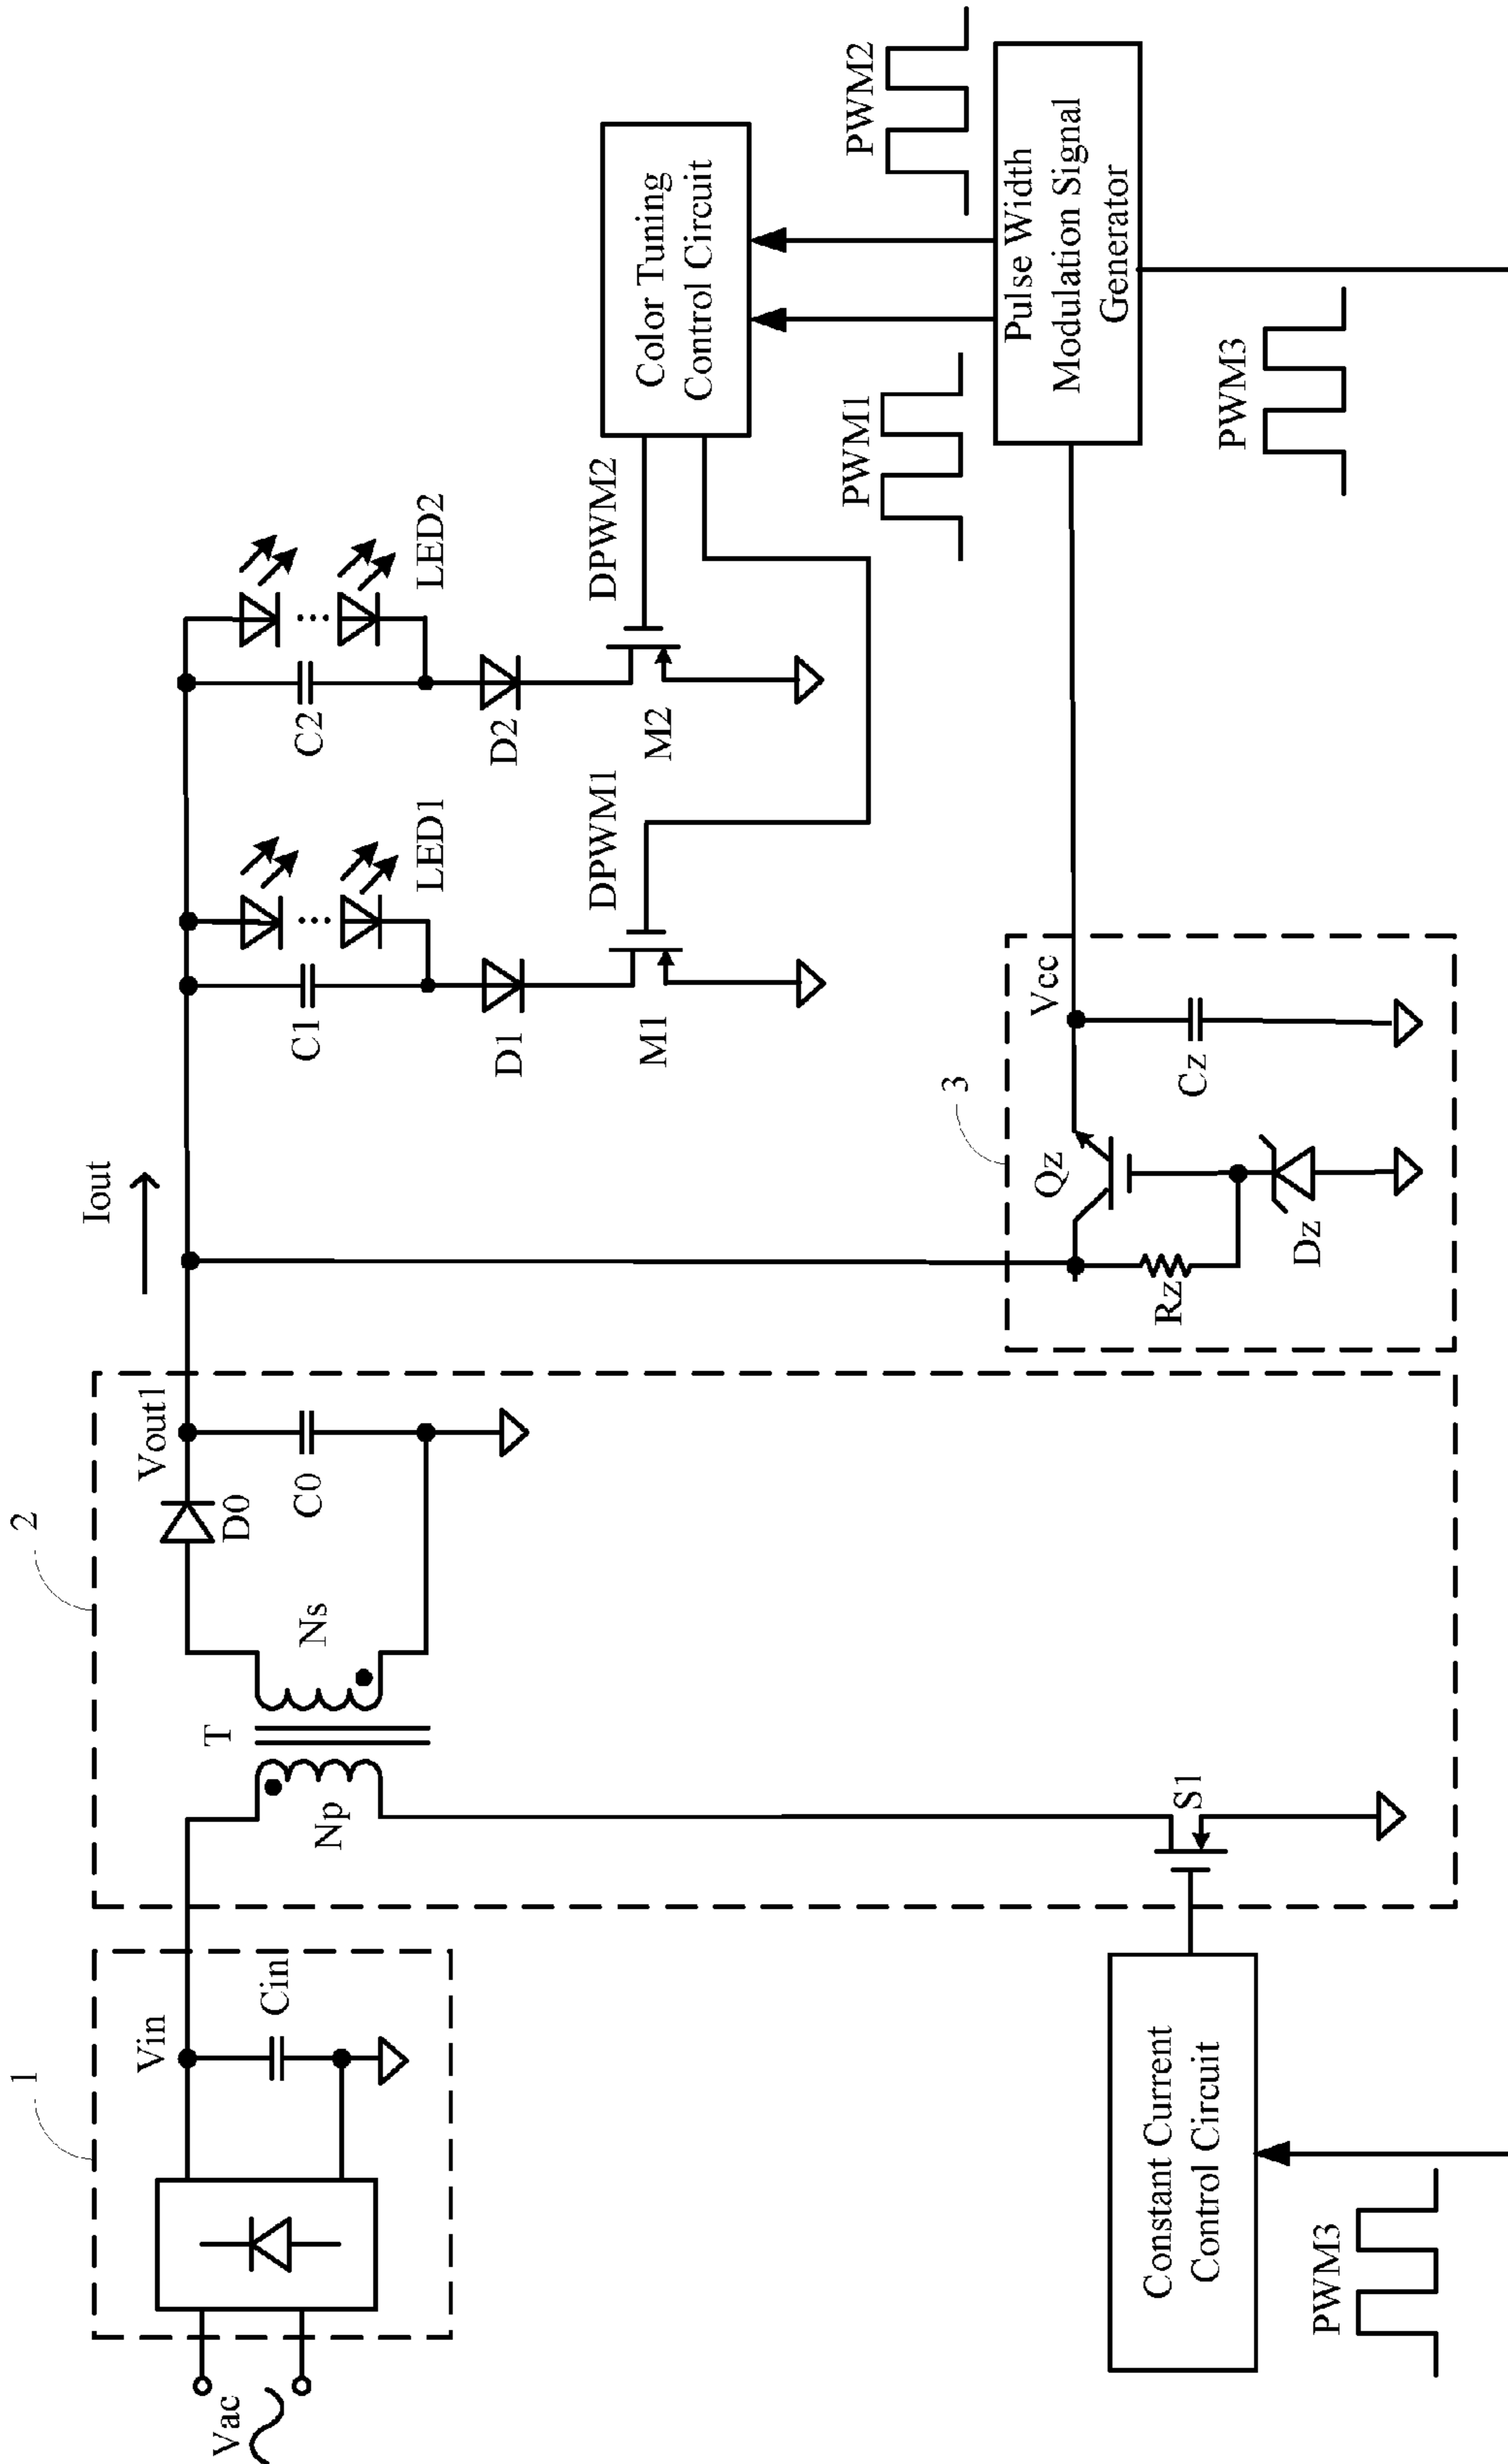 Vac
1
Vin
Cin
2
T
Np
Ns
D0
Vout1
C0
S1
Constant Current
Control Circuit
PWM3
Iout
C1
LED1
D1
M1
DPWM1
C2
LED2
D2
M2
DPWM2
Color Tuning
Control Circuit
3
Qz
Rz
Dz
Vcc
Cz
PWM1
PWM2
Pulse Width
Modulation Signal
Generator
PWM3